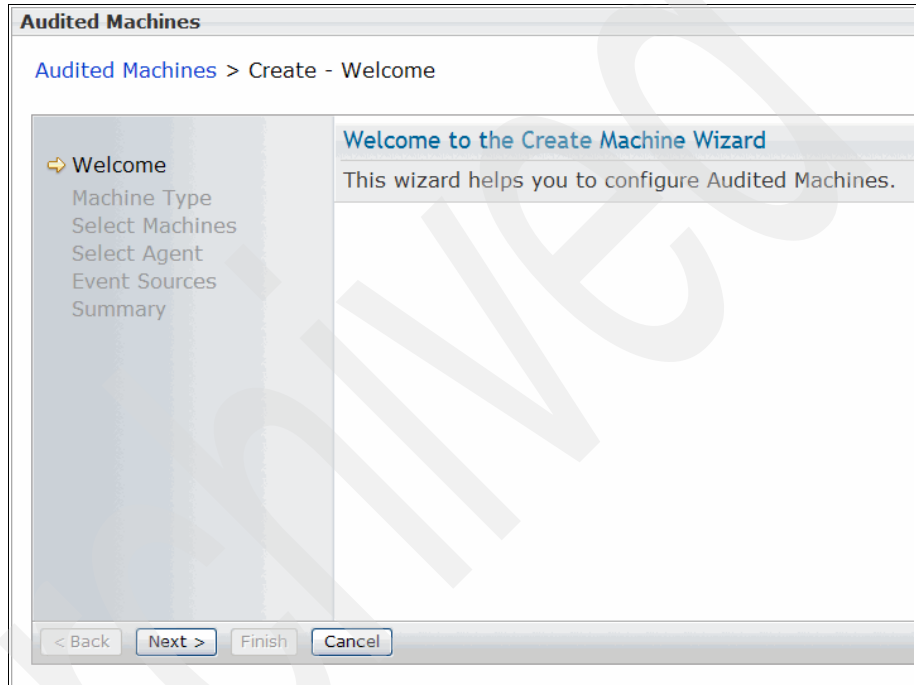 Audited Machines
Audited Machines > Create - Welcome
Welcome
Machine Type
Select Machines
Select Agent
Event Sources
Summary
Welcome to the Create Machine Wizard
This wizard helps you to configure Audited Machines.
< Back Next > Finish Cancel